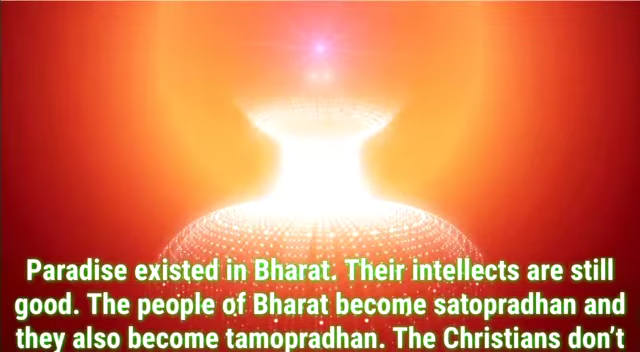 Paradise existed in Bharat. Their intellects are still
good. The people of Bharat become satopradhan and
they also become tamopradhan. The Christians don’t